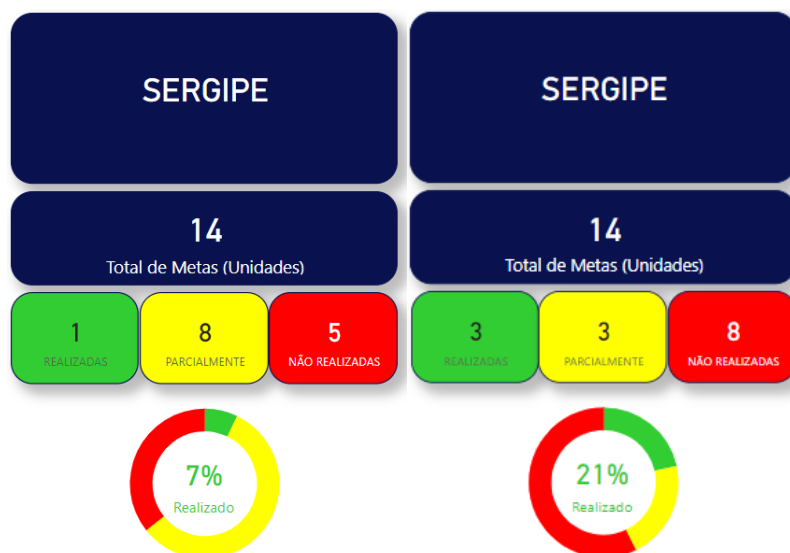 SERGIPE
14
Total de Metas (Unidades)
1
REALIZADAS
8
PARCIALMENTE
5
NÃO REALIZADAS
7%
Realizado
SERGIPE
14
Total de Metas (Unidades)
3
REALIZADAS
3
PARCIALMENTE
8
NÃO REALIZADAS
21%
Realizado